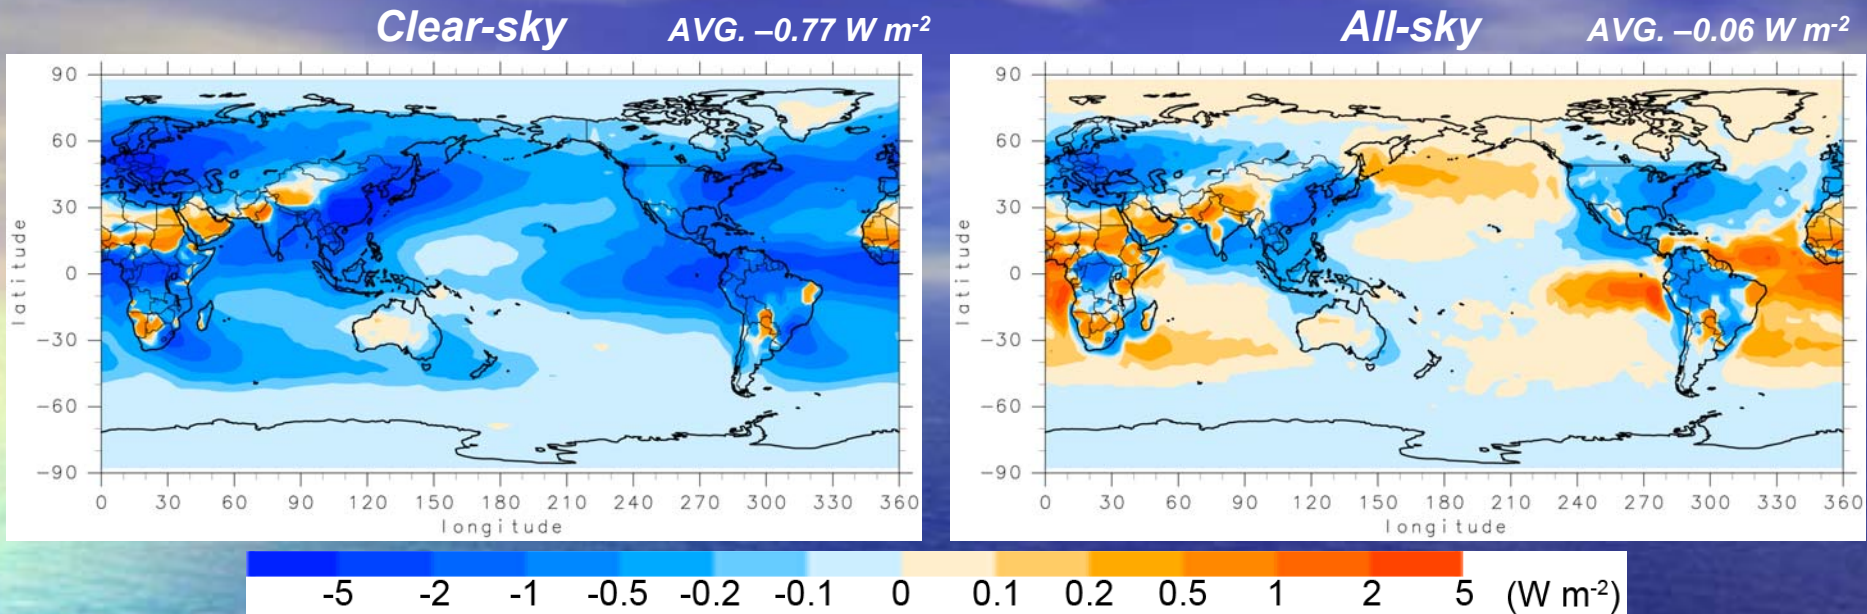 Clear-sky AVG. –0.77 W m-2
All-sky AVG. –0.06 W m-2
90
60
30
0
−30
−60
−90
latitude
0 30 60 90 120 150 180 210 240 270 300 330 360
longitude
90
60
30
0
−30
−60
−90
latitude
0 30 60 90 120 150 180 210 240 270 300 330 360
longitude
-5 -2 -1 -0.5 -0.2 -0.1 0 0.1 0.2 0.5 1 2 5 (W m-2)